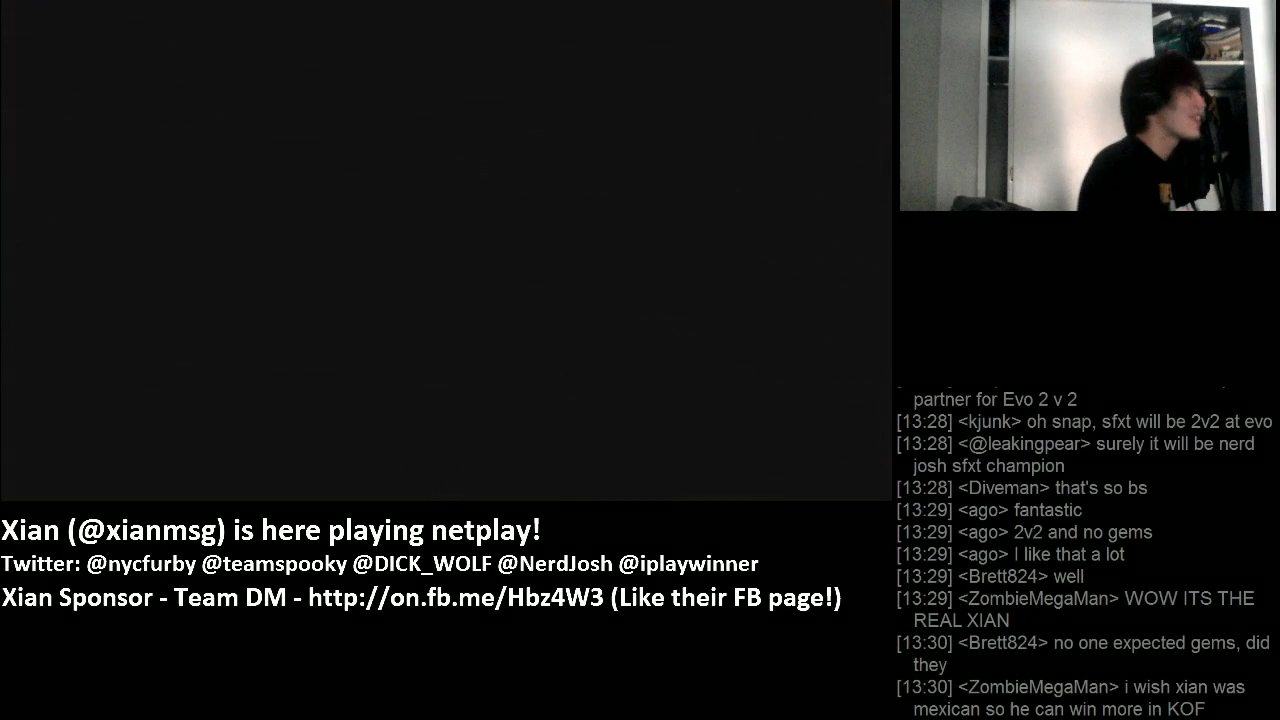 Xian (@xianmsg) is here playing netplay!
Twitter: @nycfurby @teamspooky @DICK_WOLF @NerdJosh @iplaywinner
Xian Sponsor - Team DM - http://on.fb.me/Hbz4W3 (Like their FB page!)
partner for Evo 2 v 2
[13:28] <kjunk> oh snap, sfxt will be 2v2 at evo
[13:28] <@leakingpear> surely it will be nerd
josh sfxt champion
[13:28] <Diveman> that's so bs
[13:29] <ago> fantastic
[13:29] <ago> 2v2 and no gems
[13:29] <ago> I like that a lot
[13:29] <Brett824> well
[13:29] <ZombieMegaMan> WOW ITS THE
REAL XIAN
[13:30] <Brett824> no one expected gems, did
they
[13:30] <ZombieMegaMan> i wish xian was
mexican so he can win more in KOF